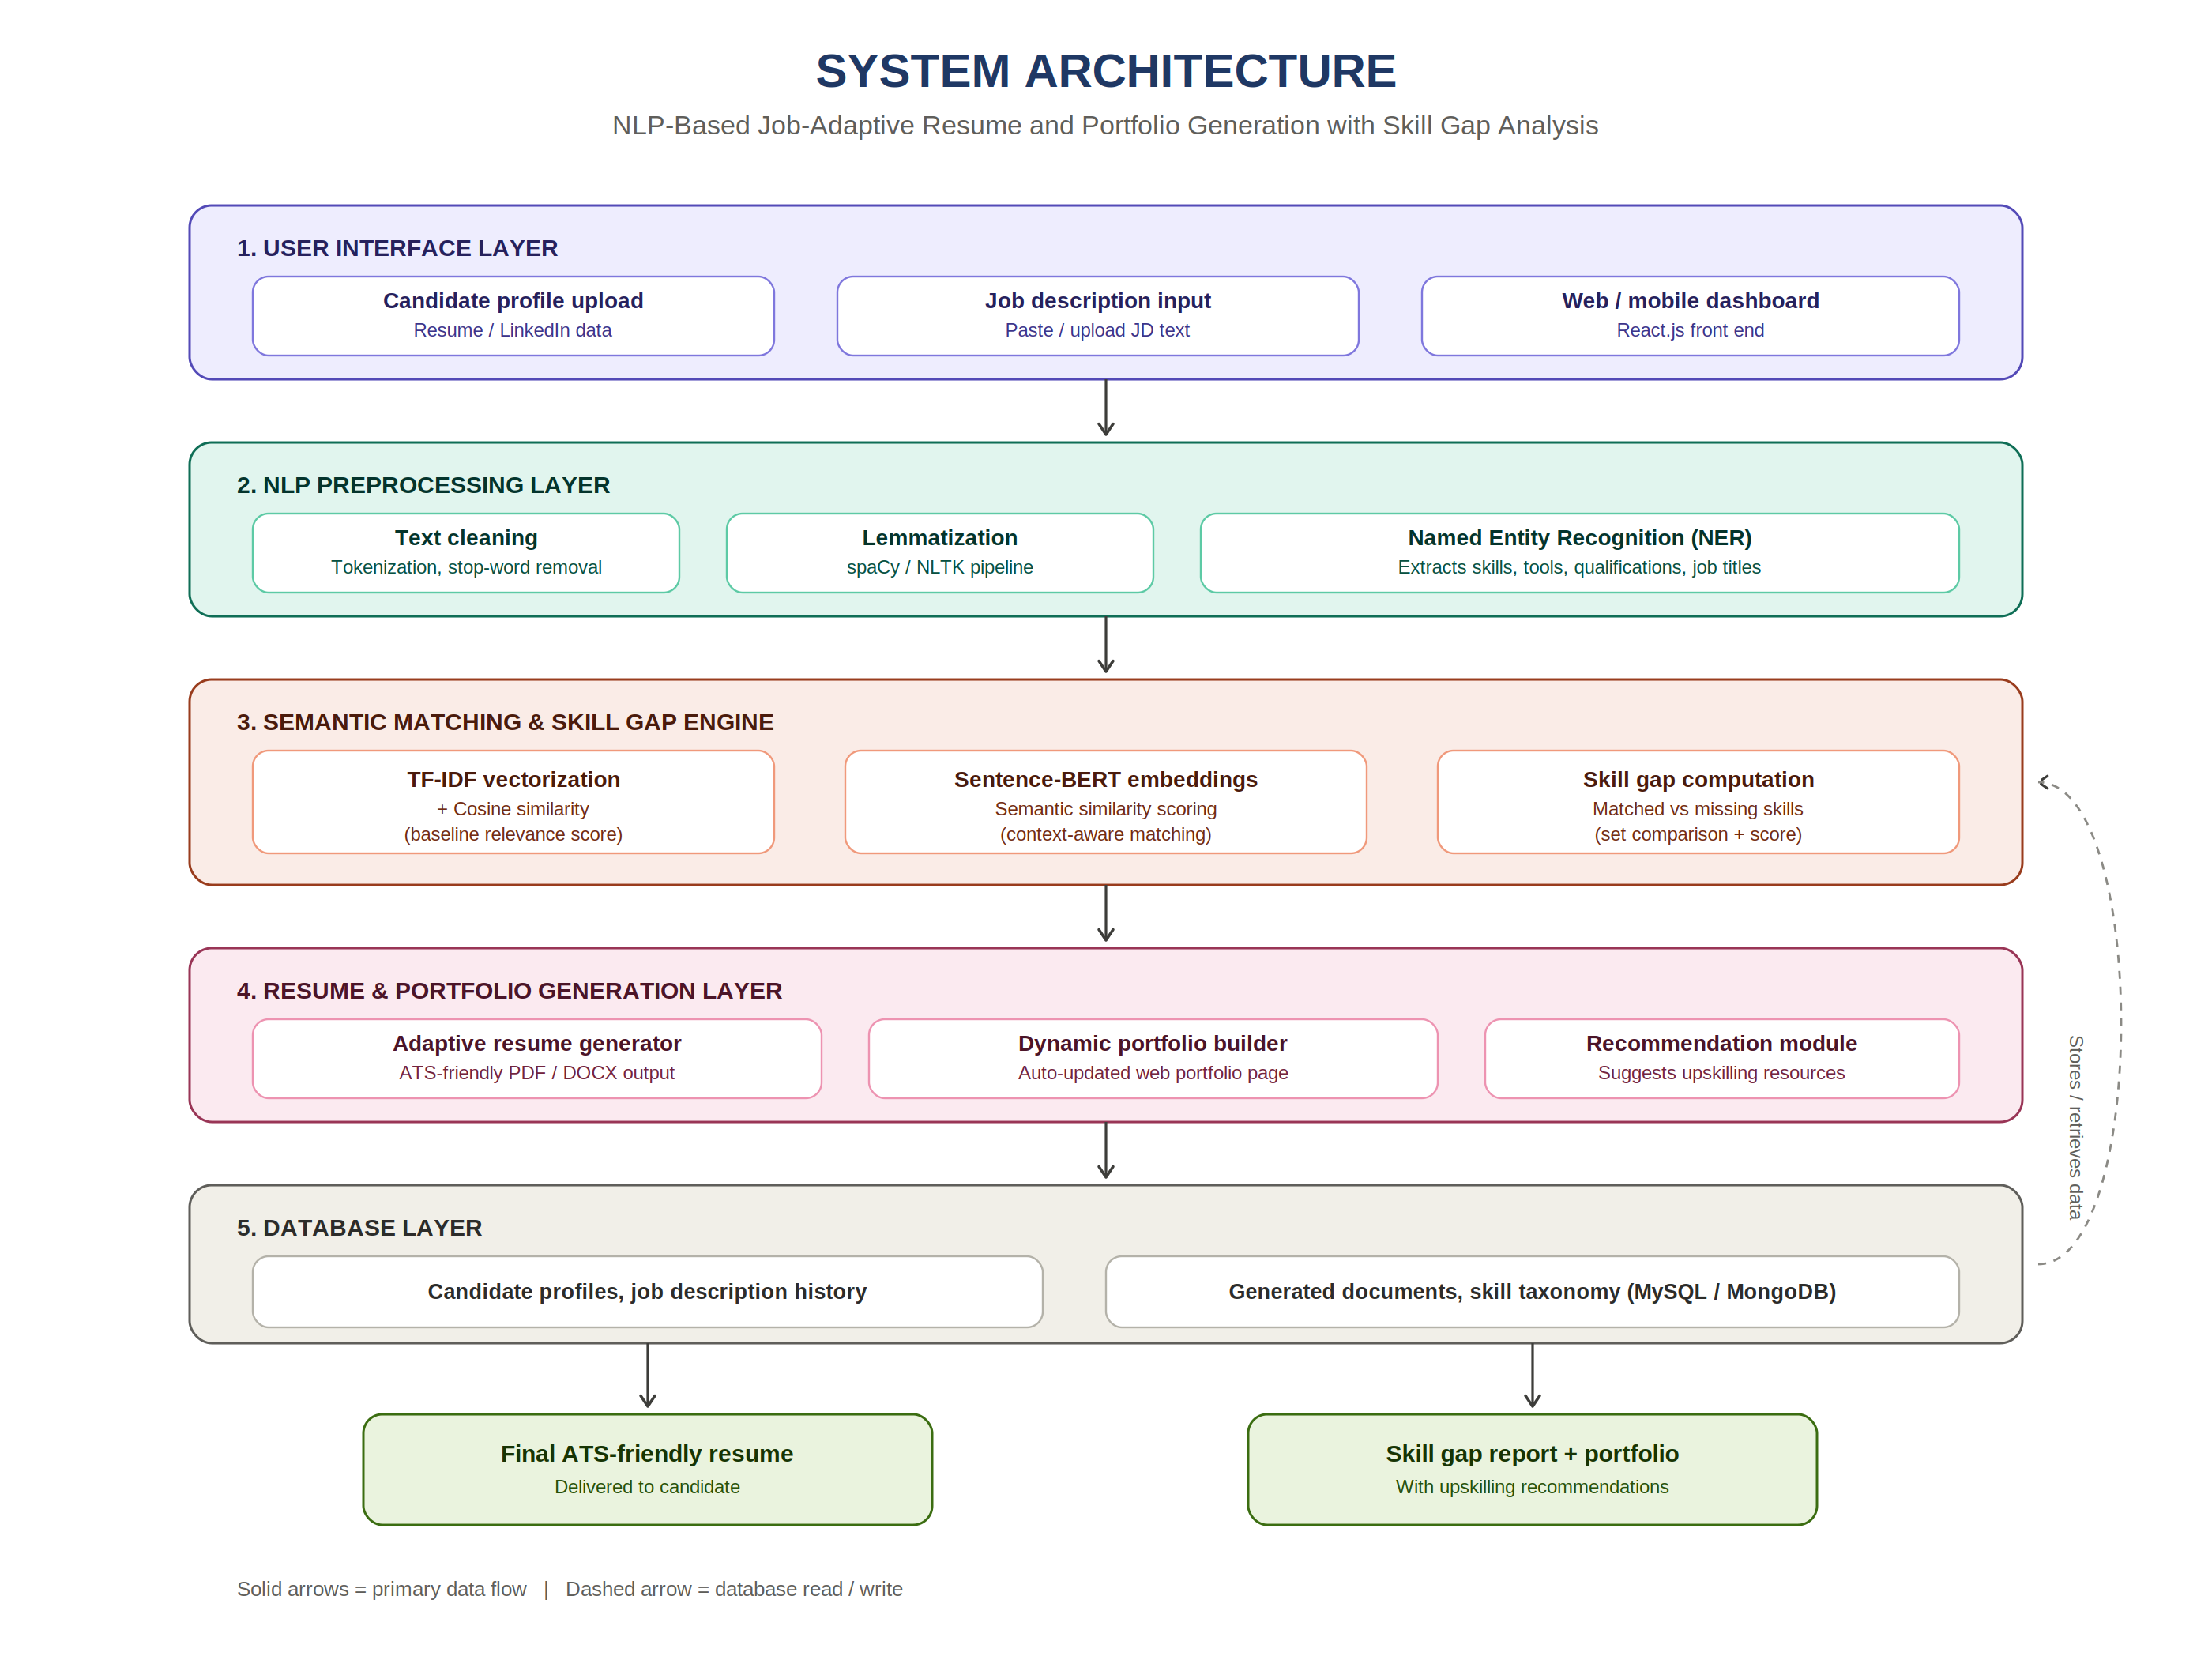 SYSTEM ARCHITECTURE
NLP-Based Job-Adaptive Resume and Portfolio Generation with Skill Gap Analysis
1. USER INTERFACE LAYER
Candidate profile upload
Resume / LinkedIn data
Job description input
Paste / upload JD text
Web / mobile dashboard
React.js front end
2. NLP PREPROCESSING LAYER
Text cleaning
Tokenization, stop-word removal
Lemmatization
spaCy / NLTK pipeline
Named Entity Recognition (NER)
Extracts skills, tools, qualifications, job titles
3. SEMANTIC MATCHING & SKILL GAP ENGINE
TF-IDF vectorization
+ Cosine similarity
(baseline relevance score)
Sentence-BERT embeddings
Semantic similarity scoring
(context-aware matching)
Skill gap computation
Matched vs missing skills
(set comparison + score)
4. RESUME & PORTFOLIO GENERATION LAYER
Adaptive resume generator
ATS-friendly PDF / DOCX output
Dynamic portfolio builder
Auto-updated web portfolio page
Recommendation module
Suggests upskilling resources
Stores / retrieves data
5. DATABASE LAYER
Candidate profiles, job description history
Generated documents, skill taxonomy (MySQL / MongoDB)
Final ATS-friendly resume
Delivered to candidate
Skill gap report + portfolio
With upskilling recommendations
Solid arrows = primary data flow | Dashed arrow = database read / write